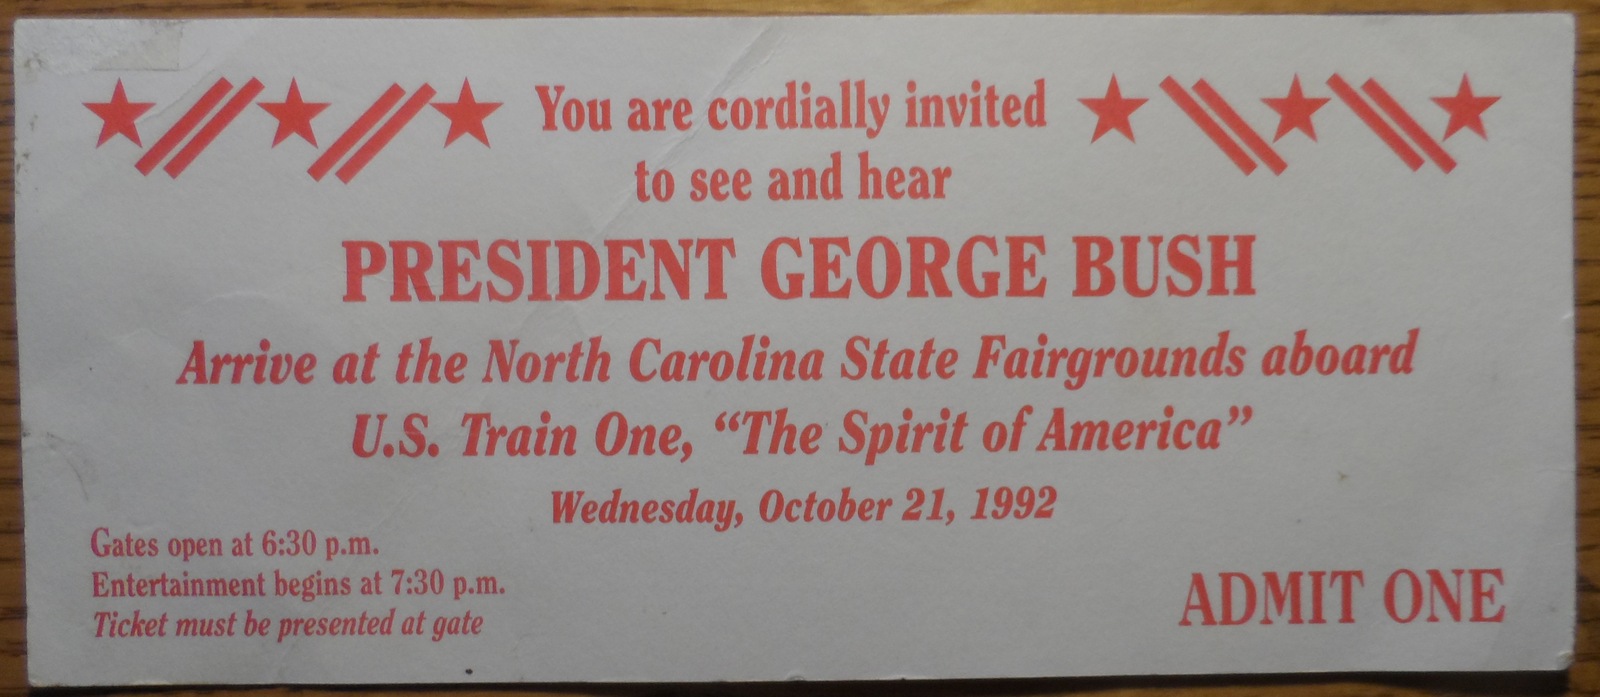 You are cordially invited
to see and hear
PRESIDENT GEORGE BUSH
Arrive at the North Carolina State Fairgrounds aboard
U.S. Train One, “The Spirit of America”
Wednesday, October 21, 1992
Gates open at 6:30 p.m.
Entertainment begins at 7:30 p.m.
Ticket must be presented at gate
ADMIT ONE